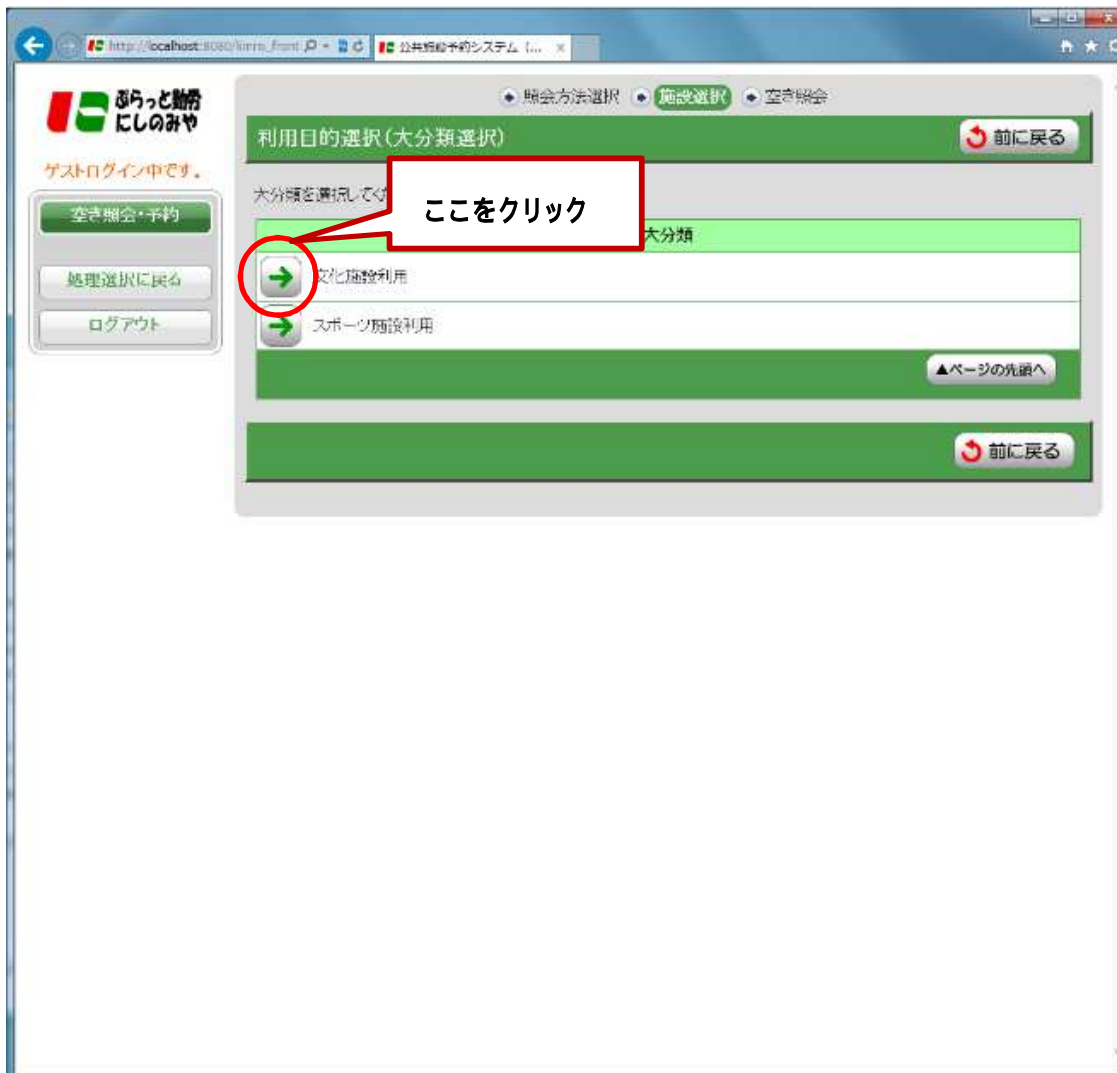 http://localhost:8080/kinro_front
公共施設予約システム (...
ぷらっと勤労
にしのみや
ゲストログイン中です。
空き照会・予約
処理選択に戻る
ログアウト
照会方法選択 施設選択 空き照会
利用目的選択(大分類選択)
前に戻る
大分類を選択してくだ
ここをクリック
大分類
文化施設利用
スポーツ施設利用
▲ページの先頭へ
前に戻る